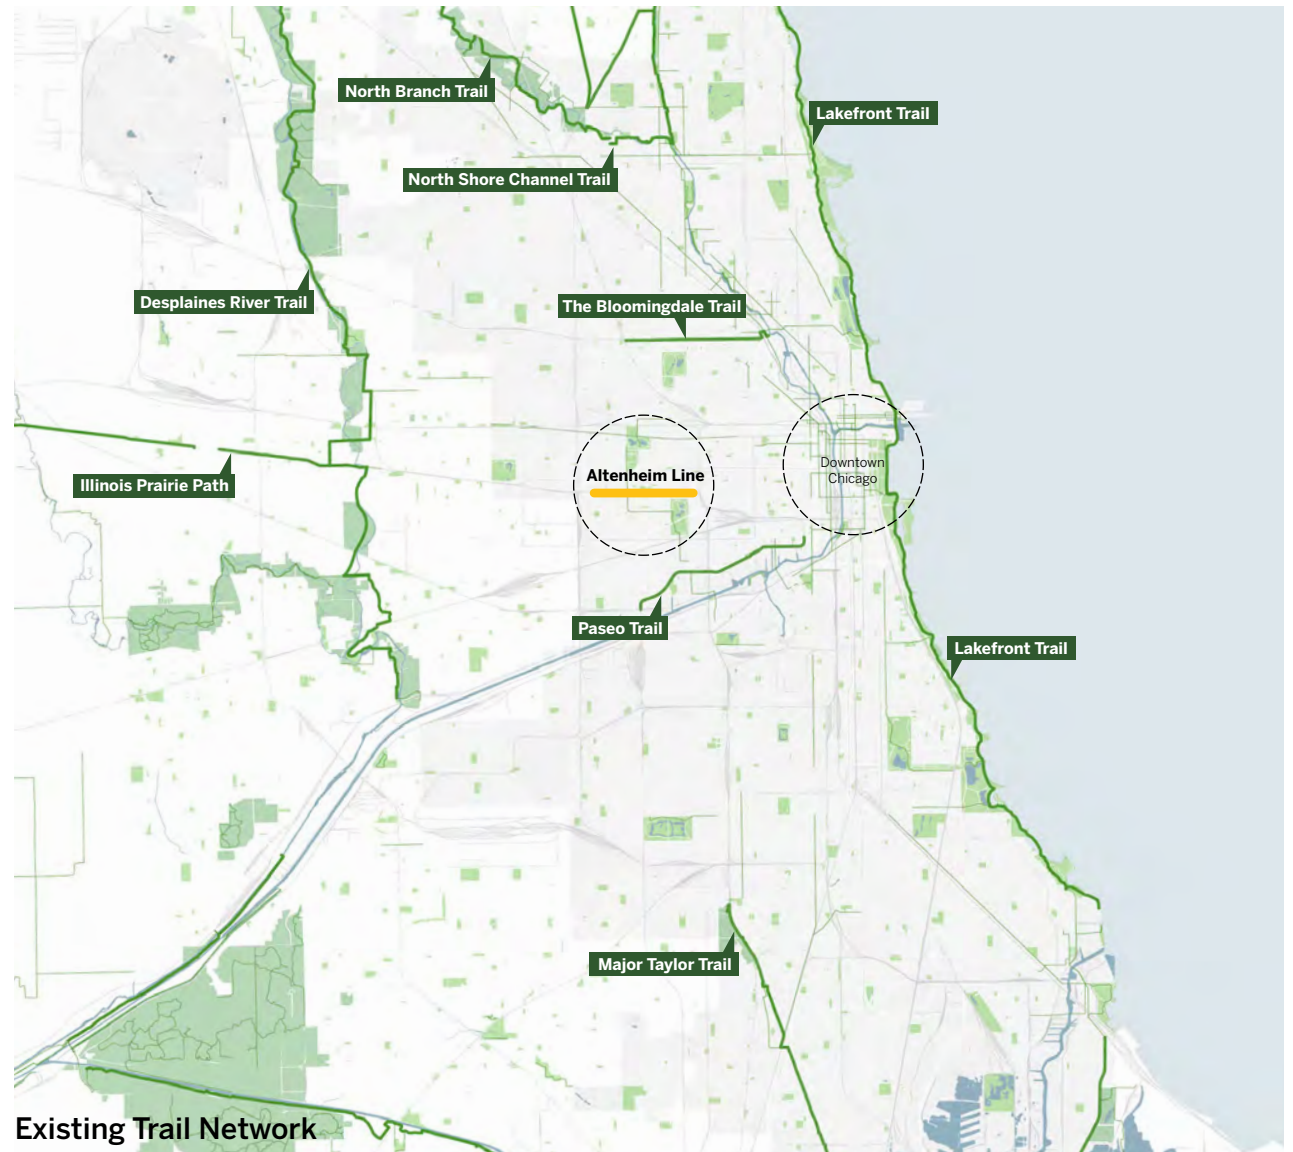 North Branch Trail
Lakefront Trail
North Shore Channel Trail
Desplaines River Trail
The Bloomingdale Trail
Downtown
Chicago
Altenheim Line
Illinois Prairie Path
Paseo Trail
Lakefront Trail
Major Taylor Trail
Existing Trail Network